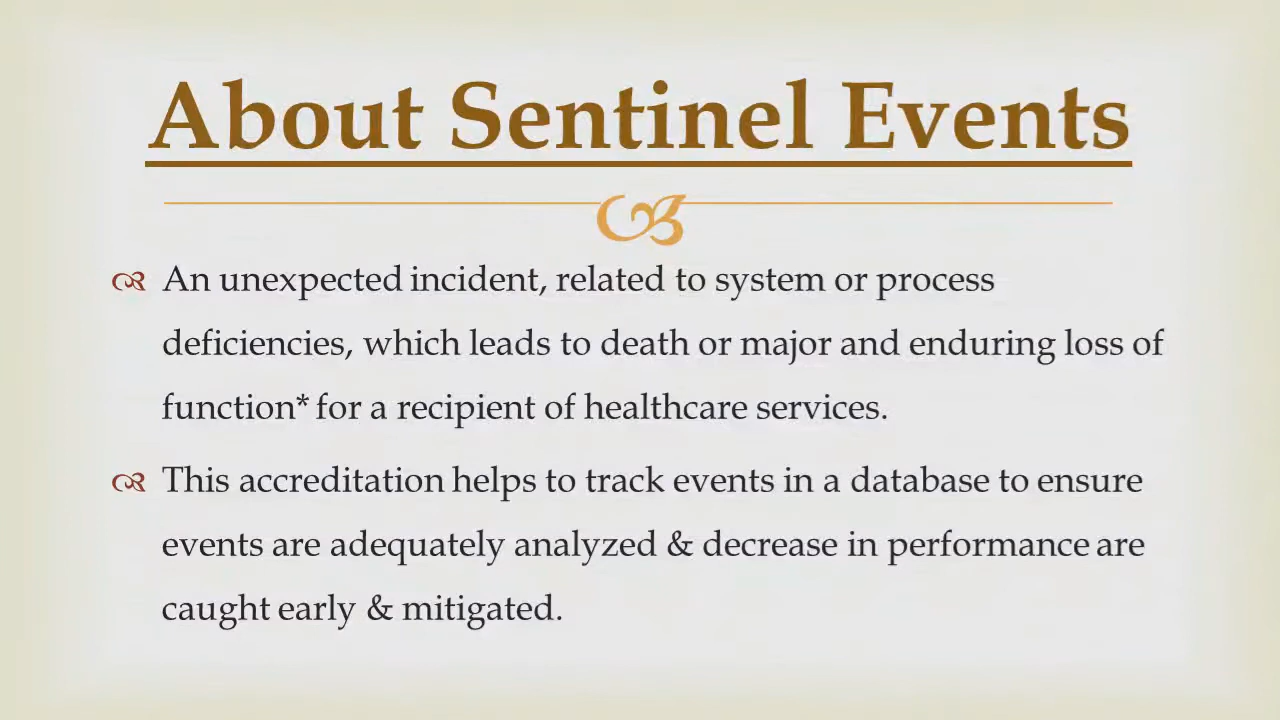 About Sentinel Events
An unexpected incident, related to system or process
deficiencies, which leads to death or major and enduring loss of
function* for a recipient of healthcare services.
This accreditation helps to track events in a database to ensure
events are adequately analyzed & decrease in performance are
caught early & mitigated.